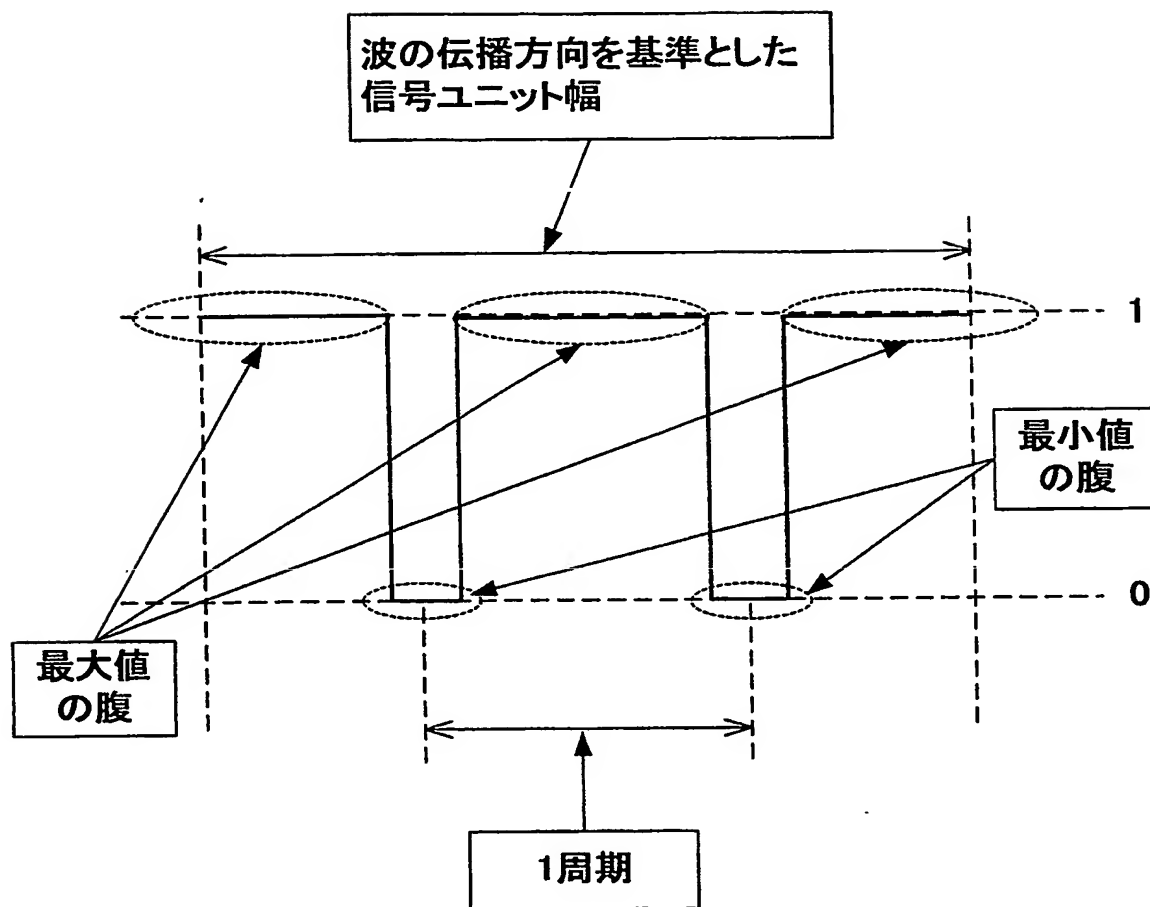 波の伝播方向を基準とした
信号ユニット幅
1
最小値
の腹
0
最大値
の腹
1周期